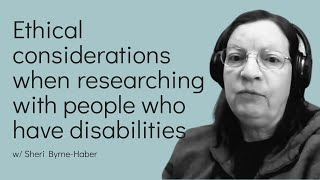 Ethical
considerations
when researching
with people who
have disabilities
w/ Sheri Byrne-Haber